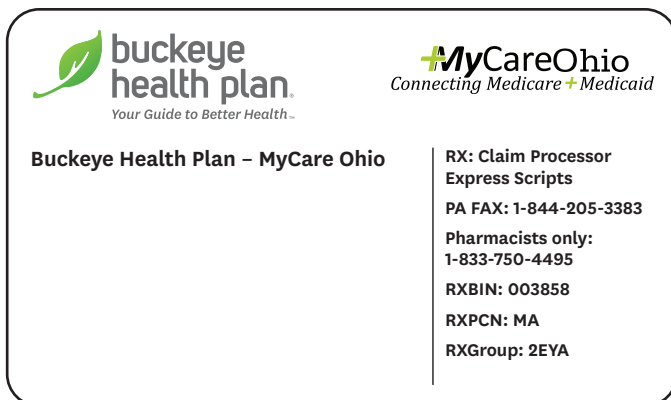 buckeye
health plan®
Your Guide to Better Health™
+MyCareOhio
Connecting Medicare + Medicaid
Buckeye Health Plan – MyCare Ohio
RX: Claim Processor
Express Scripts
PA FAX: 1-844-205-3383
Pharmacists only:
1-833-750-4495
RXBIN: 003858
RXPCN: MA
RXGroup: 2EYA